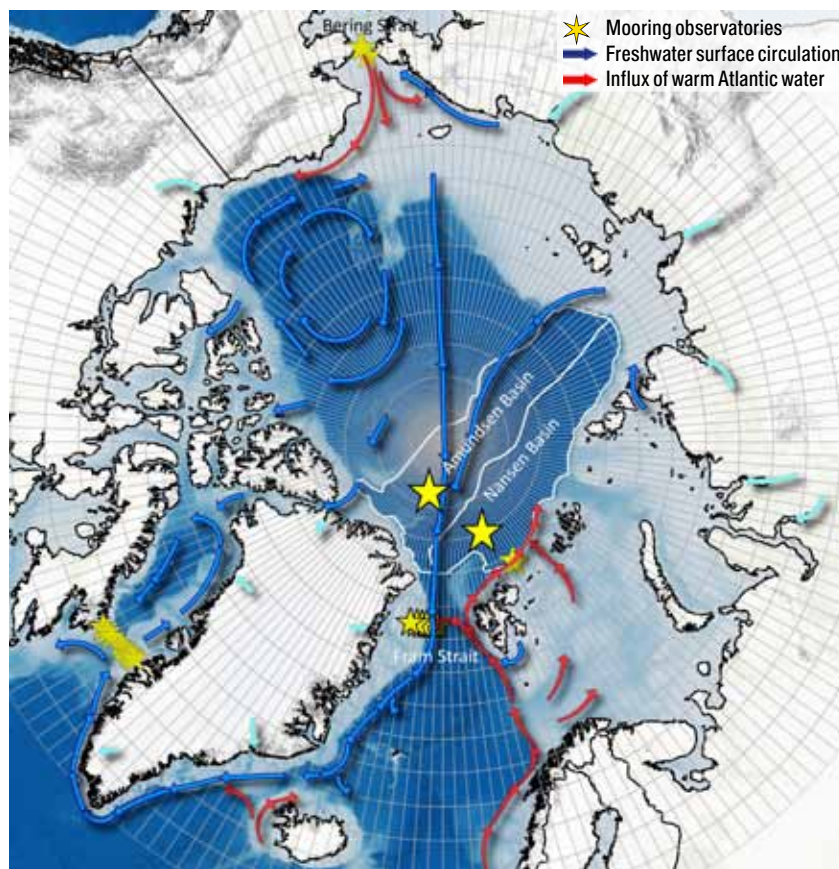 Bering Strait
Mooring observatories
Freshwater surface circulation
Influx of warm Atlantic water
Amundsen Basin
Nansen Basin
Fram Strait